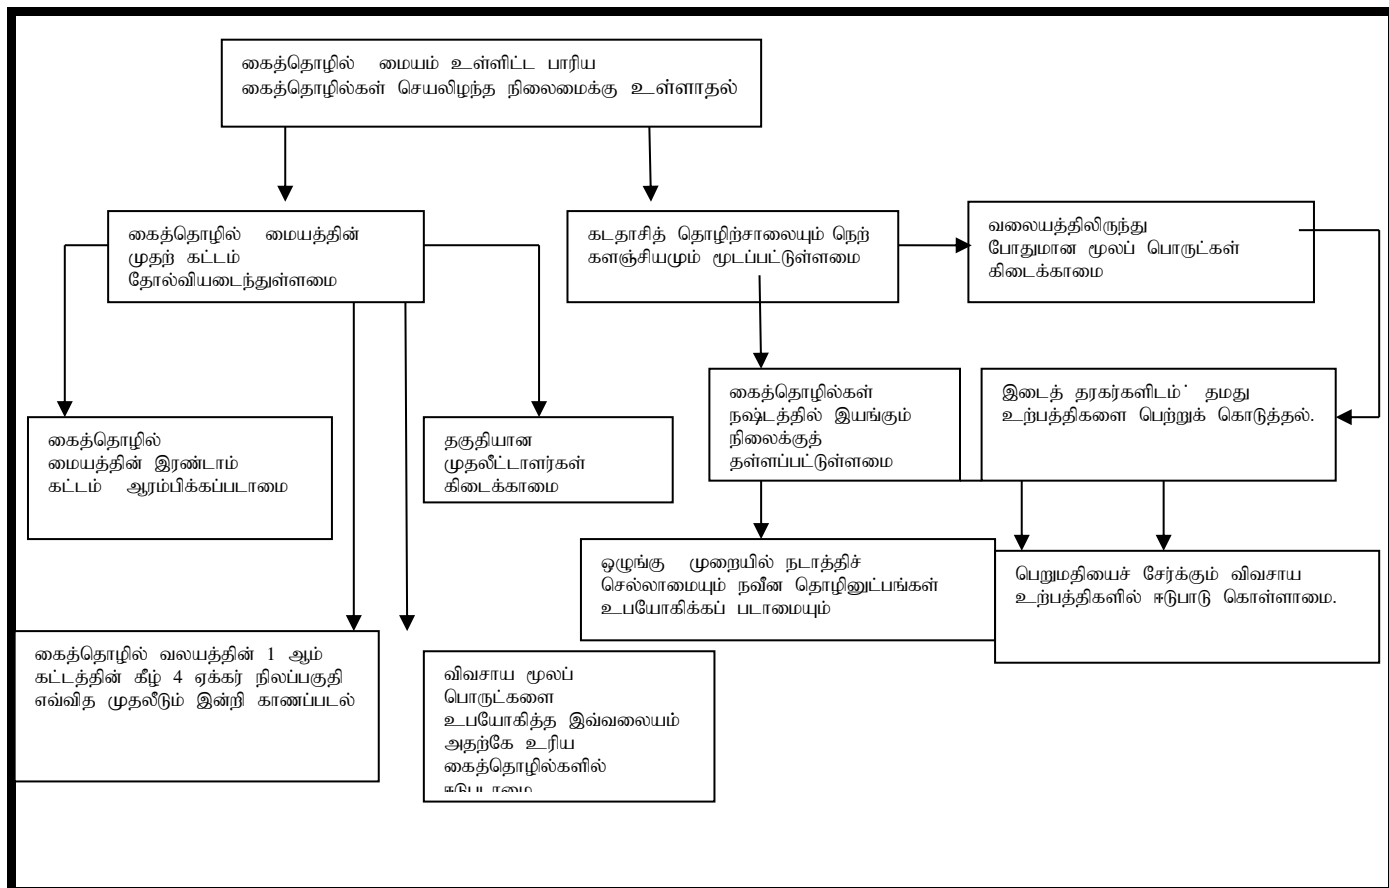 கைத்தொழில் மையம் உள்ளிட்ட பாரிய
கைத்தொழில்கள் செயலிழந்த நிலைமைக்கு உள்ளாதல்
கைத்தொழில் மையத்தின்
முதற் கட்டம்
தோல்வியடைந்துள்ளமை
கடதாசித் தொழிற்சாலையும் நெற்
களஞ்சியமும் மூடப்பட்டுள்ளமை
வலையத்திலிருந்து
போதுமான மூலப் பொருட்கள்
கிடைக்காமை
கைத்தொழில்கள்
நஷ்டத்தில் இயங்கும்
நிலைக்குத்
தள்ளப்பட்டுள்ளமை
இடைத் தரகர்களிடம் தமது
உற்பத்திகளை பெற்றுக் கொடுத்தல்.
கைத்தொழில்
மையத்தின் இரண்டாம்
கட்டம் ஆரம்பிக்கப்படாமை
தகுதியான
முதலீட்டாளர்கள்
கிடைக்காமை
ஒழுங்கு முறையில் நடாத்திச்
செல்லாமையும் நவீன தொழினுட்பங்கள்
உபயோகிக்கப் படாமையும்
பெறுமதியைச் சேர்க்கும் விவசாய
உற்பத்திகளில் ஈடுபாடு கொள்ளாமை.
கைத்தொழில் வலயத்தின் 1 ஆம்
கட்டத்தின் கீழ் 4 ஏக்கர் நிலப்பகுதி
எவ்வித முதலீடும் இன்றி காணப்படல்
விவசாய மூலப்
பொருட்களை
உபயோகித்த இவ்வலையம்
அதற்கே உரிய
கைத்தொழில்களில்
ஈடுபடாமை